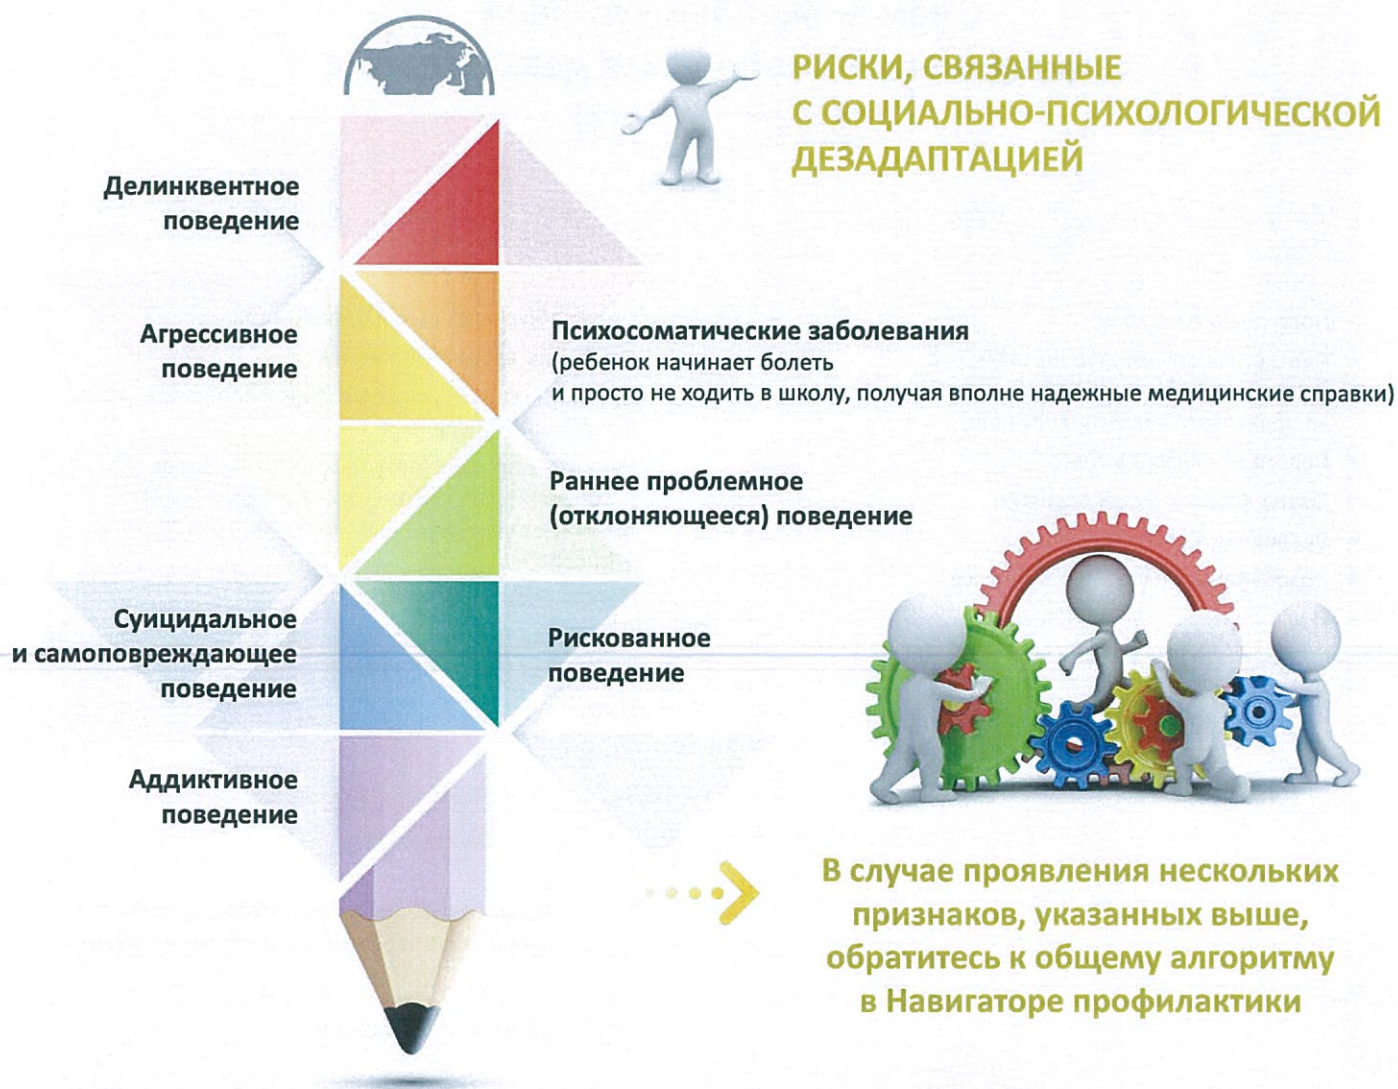 РИСКИ, СВЯЗАННЫЕ
С СОЦИАЛЬНО-ПСИХОЛОГИЧЕСКОЙ
ДЕЗАДАПТАЦИЕЙ
Делинквентное
поведение
Агрессивное
поведение
Психосоматические заболевания
(ребенок начинает болеть
и просто не ходить в школу, получая вполне надежные медицинские справки)
Раннее проблемное
(отклоняющееся) поведение
Суицидальное
и самоповреждающее
поведение
Рискованное
поведение
Аддиктивное
поведение
В случае проявления нескольких
признаков, указанных выше,
обратитесь к общему алгоритму
в Навигаторе профилактики